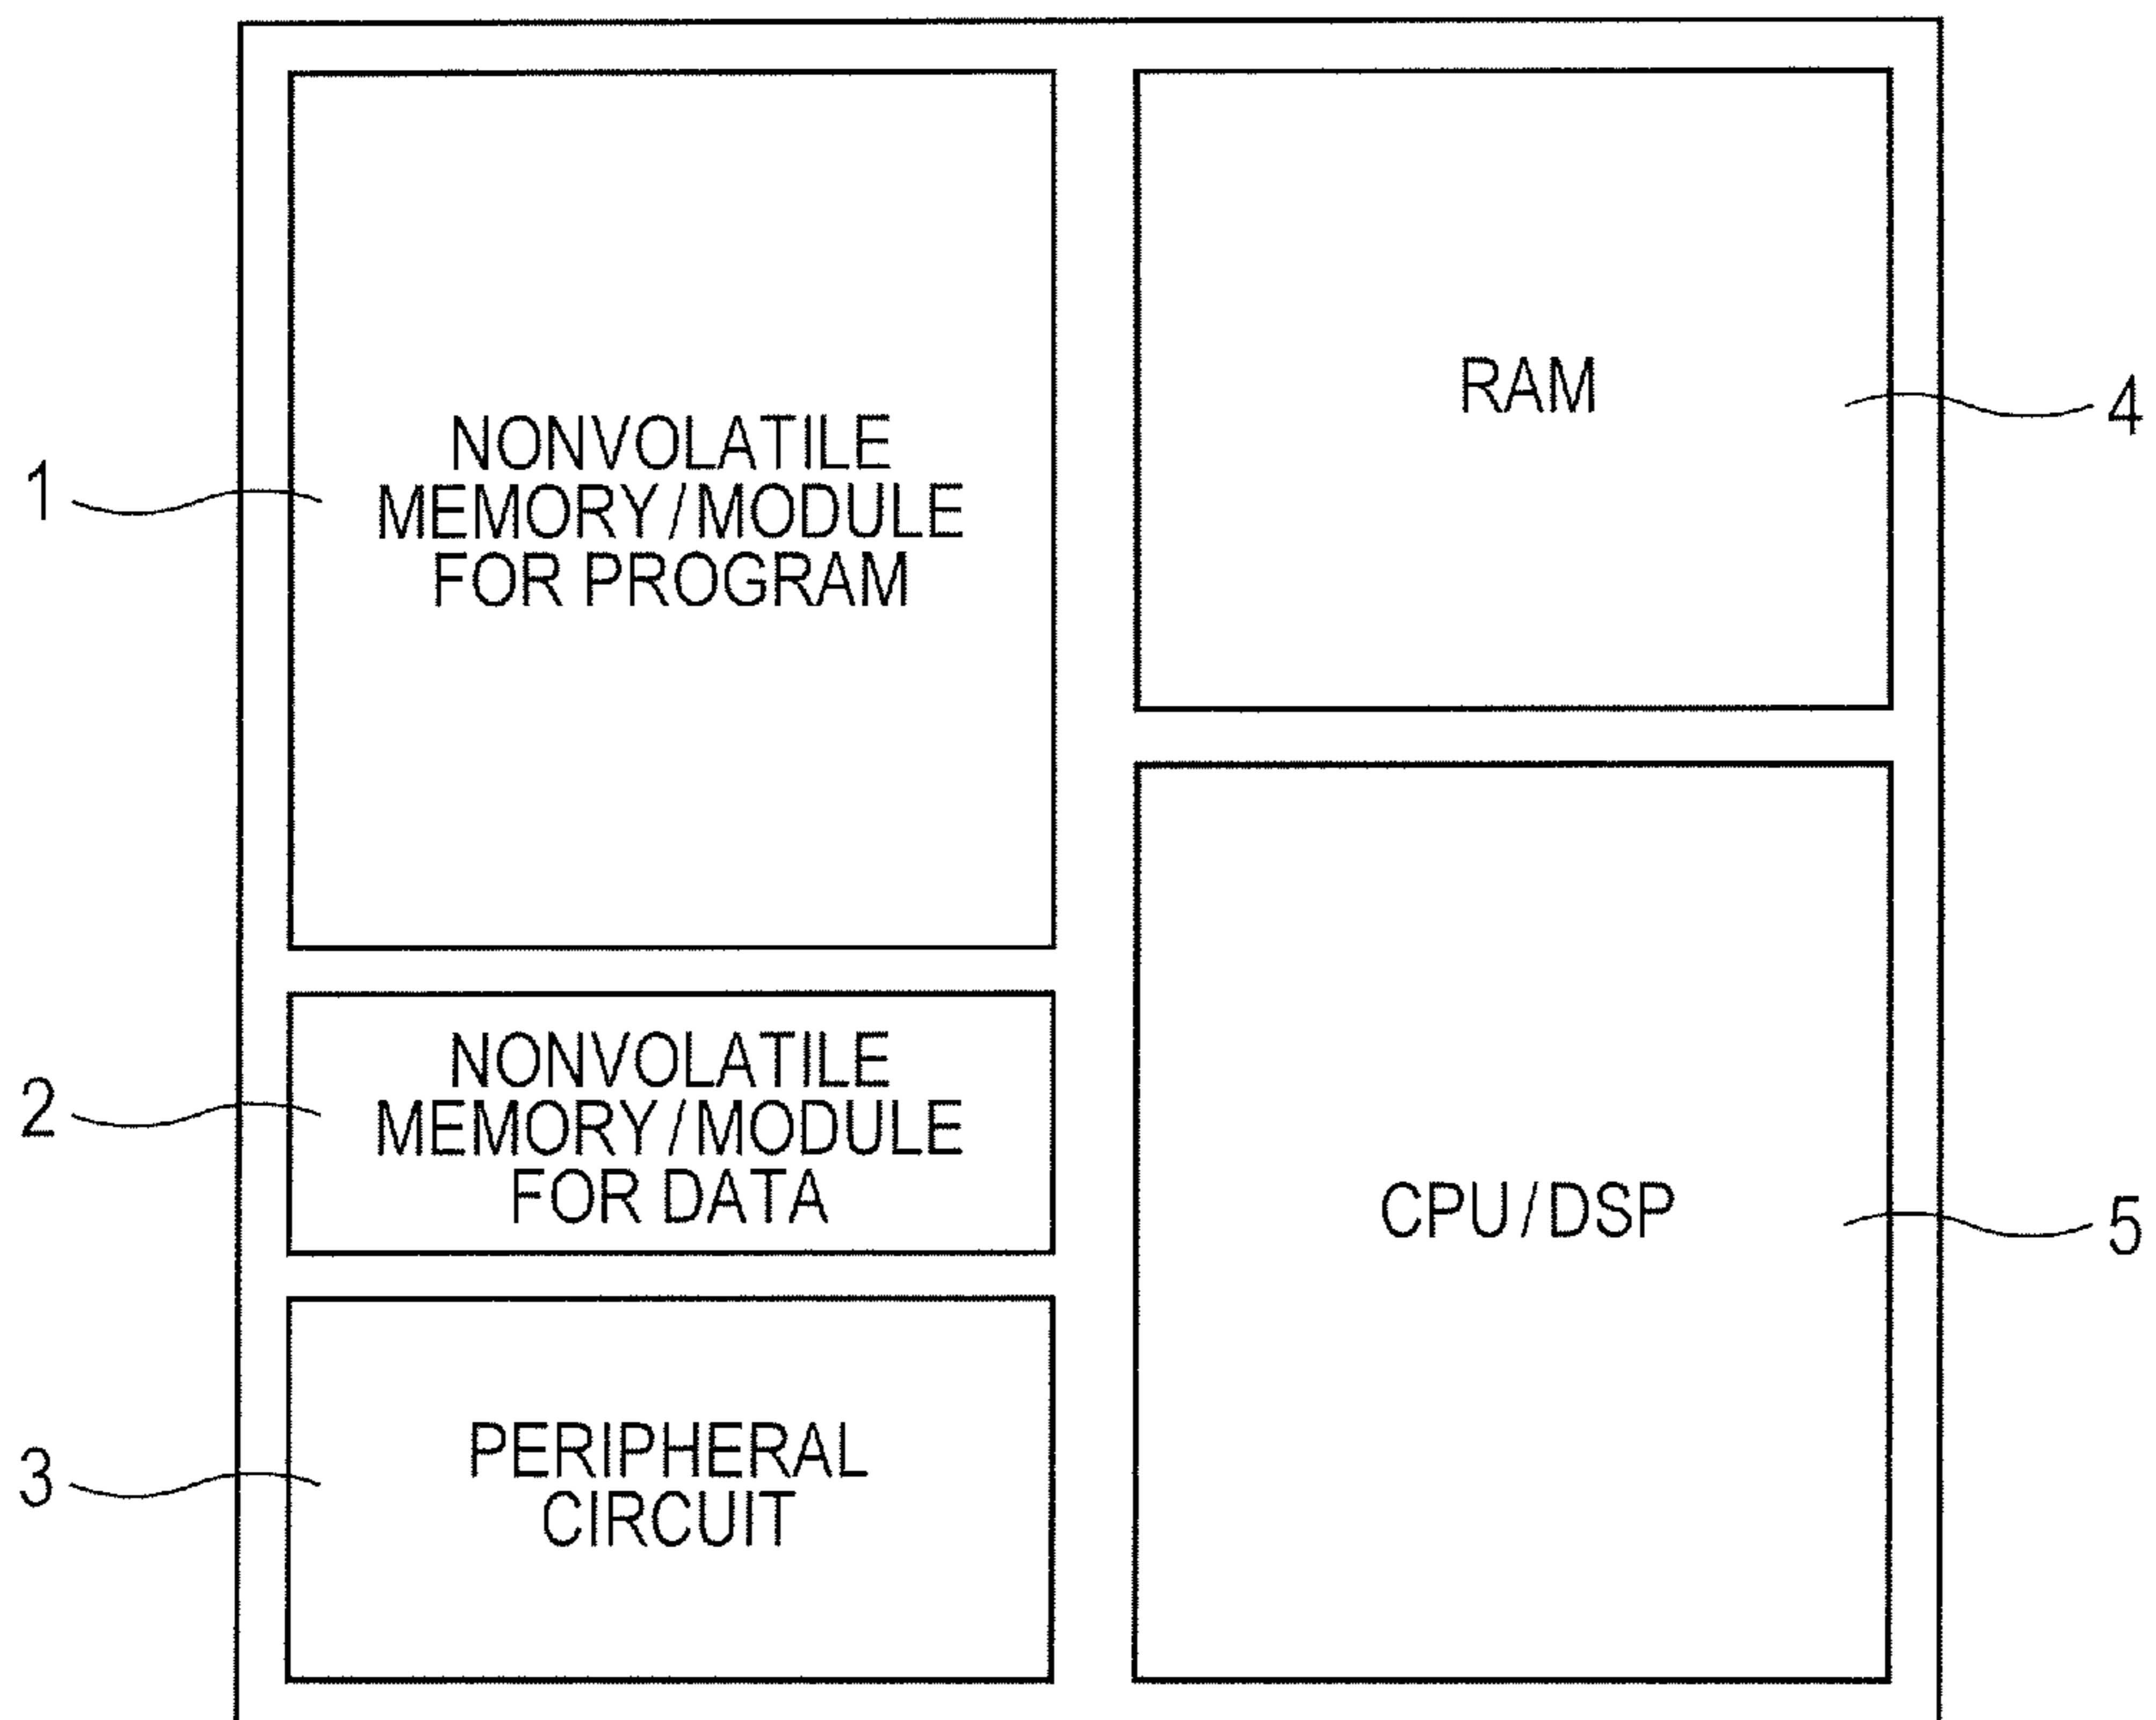 1
NONVOLATILE
MEMORY/MODULE
FOR PROGRAM
2
NONVOLATILE
MEMORY/MODULE
FOR DATA
3
PERIPHERAL
CIRCUIT
RAM
4
CPU/DSP
5